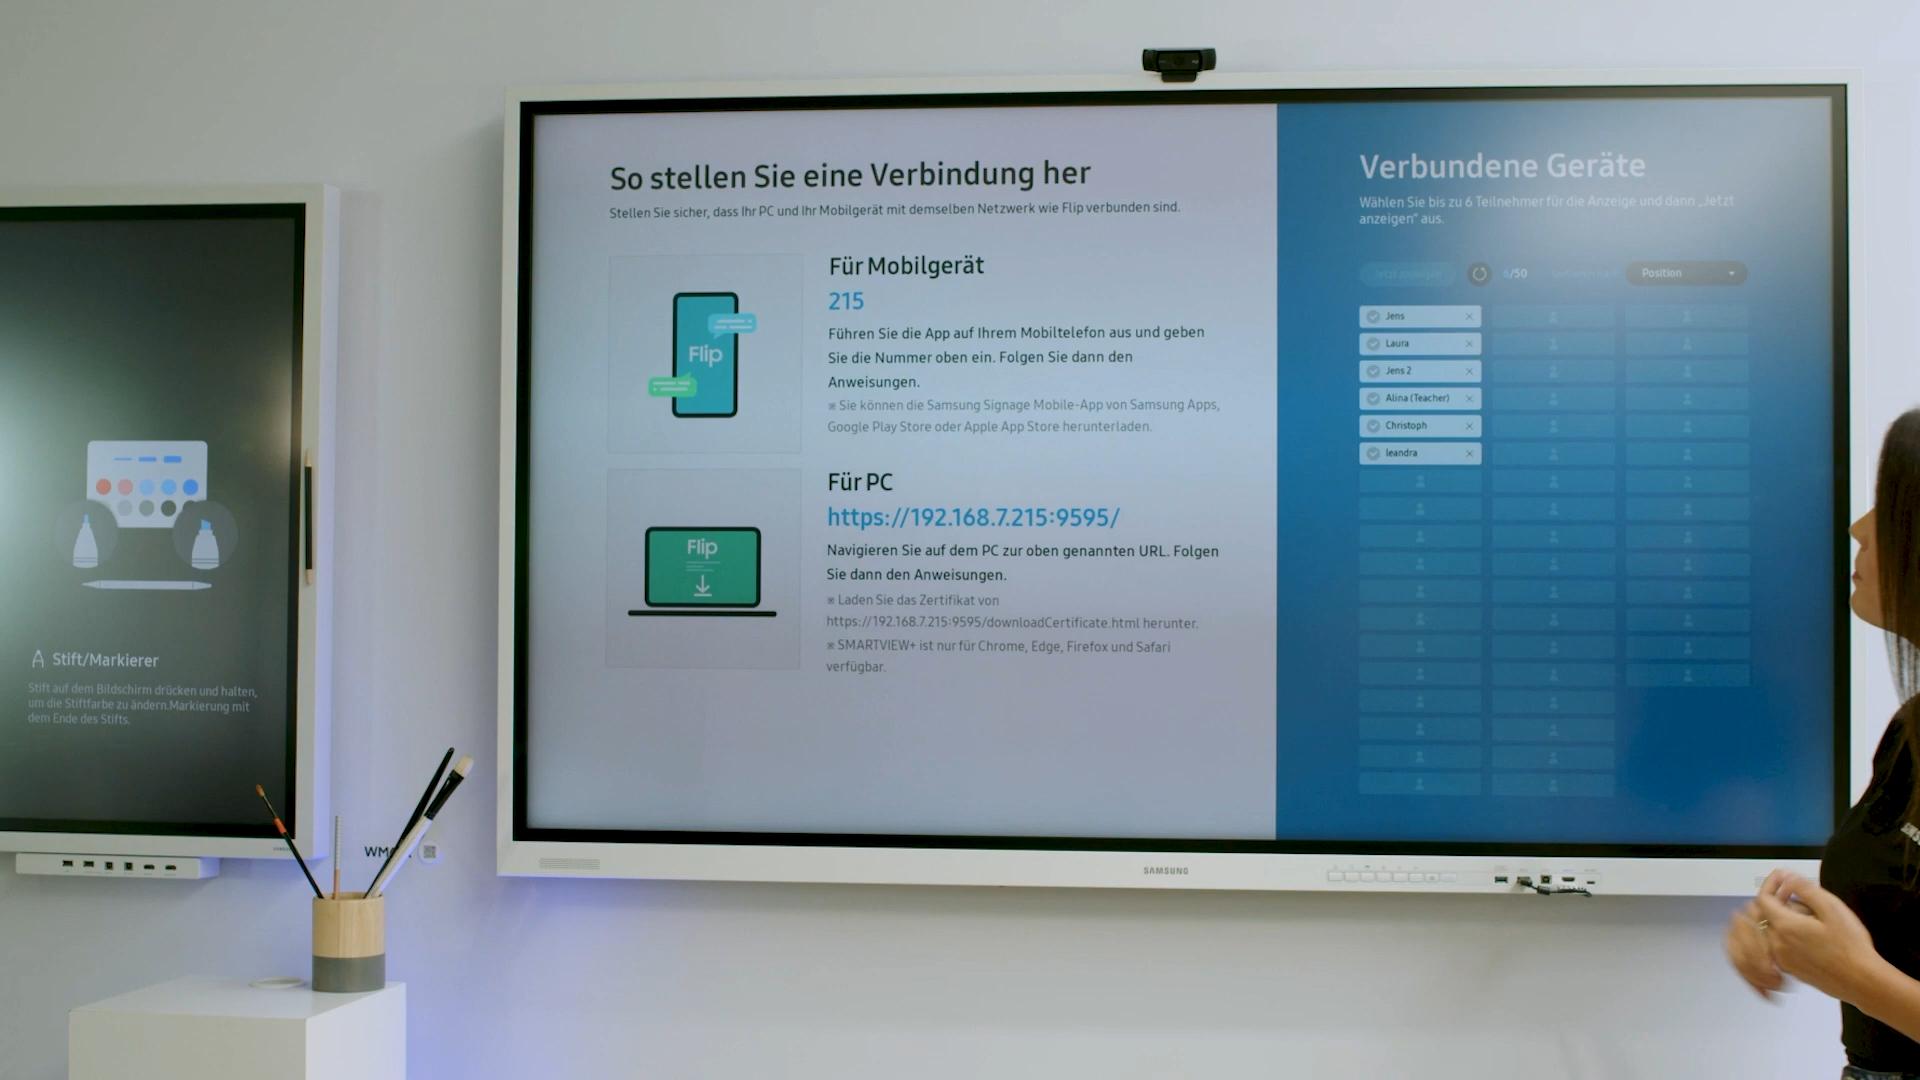 So stellen Sie eine Verbindung her
Stellen Sie sicher, dass Ihr PC und Ihr Mobilgerät mit demselben Netzwerk wie Flip verbunden sind.
Flip
Für Mobilgerät
215
Führen Sie die App auf Ihrem Mobiltelefon aus und geben
Sie die Nummer oben ein. Folgen Sie dann den
Anweisungen.
※ Sie können die Samsung Signage Mobile-App von Samsung Apps,
Google Play Store oder Apple App Store herunterladen.
Flip
Für PC
https://192.168.7.215:9595/
Navigieren Sie auf dem PC zur oben genannten URL. Folgen
Sie dann den Anweisungen.
※ Laden Sie das Zertifikat von
https://192.168.7.215:9595/downloadCertificate.html herunter.
※ SMARTVIEW+ ist nur für Chrome, Edge, Firefox und Safari
verfügbar.
Verbundene Geräte
Wählen Sie bis zu 6 Teilnehmer für die Anzeige und dann „Jetzt
anzeigen" aus.
Jetzt anzeigen
6/50
Position
Jens
Laura
Jens 2
Alina (Teacher)
Christoph
leandra
SAMSUNG
Stift/Markierer
Stift auf dem Bildschirm drücken und halten,
um die Stiftfarbe zu ändern.Markierung mit
dem Ende des Stifts.
SAMSUNG